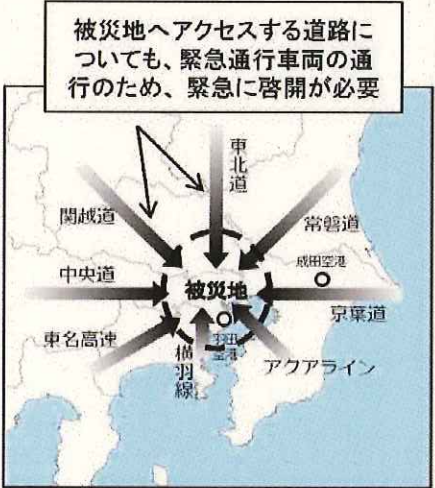 被災地へアクセスする道路に
ついても、緊急通行車両の通
行のため、緊急に啓開が必要
東北道
関越道
常磐道
成田空港
中央道
被災地
京葉道
東名高速
羽田
空港
横羽線
アクアライン